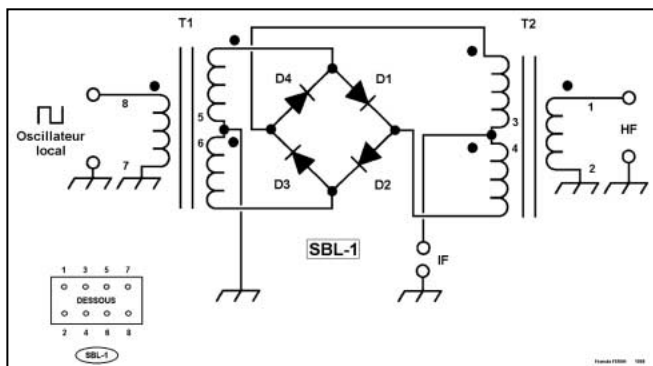 T1
T2
D4
D1
8
5
6
7
Oscillateur
local
D3
D2
3
4
1
2
HF
SBL-1
IF
1 3 5 7
DESSOUS
2 4 6 8
SBL-1